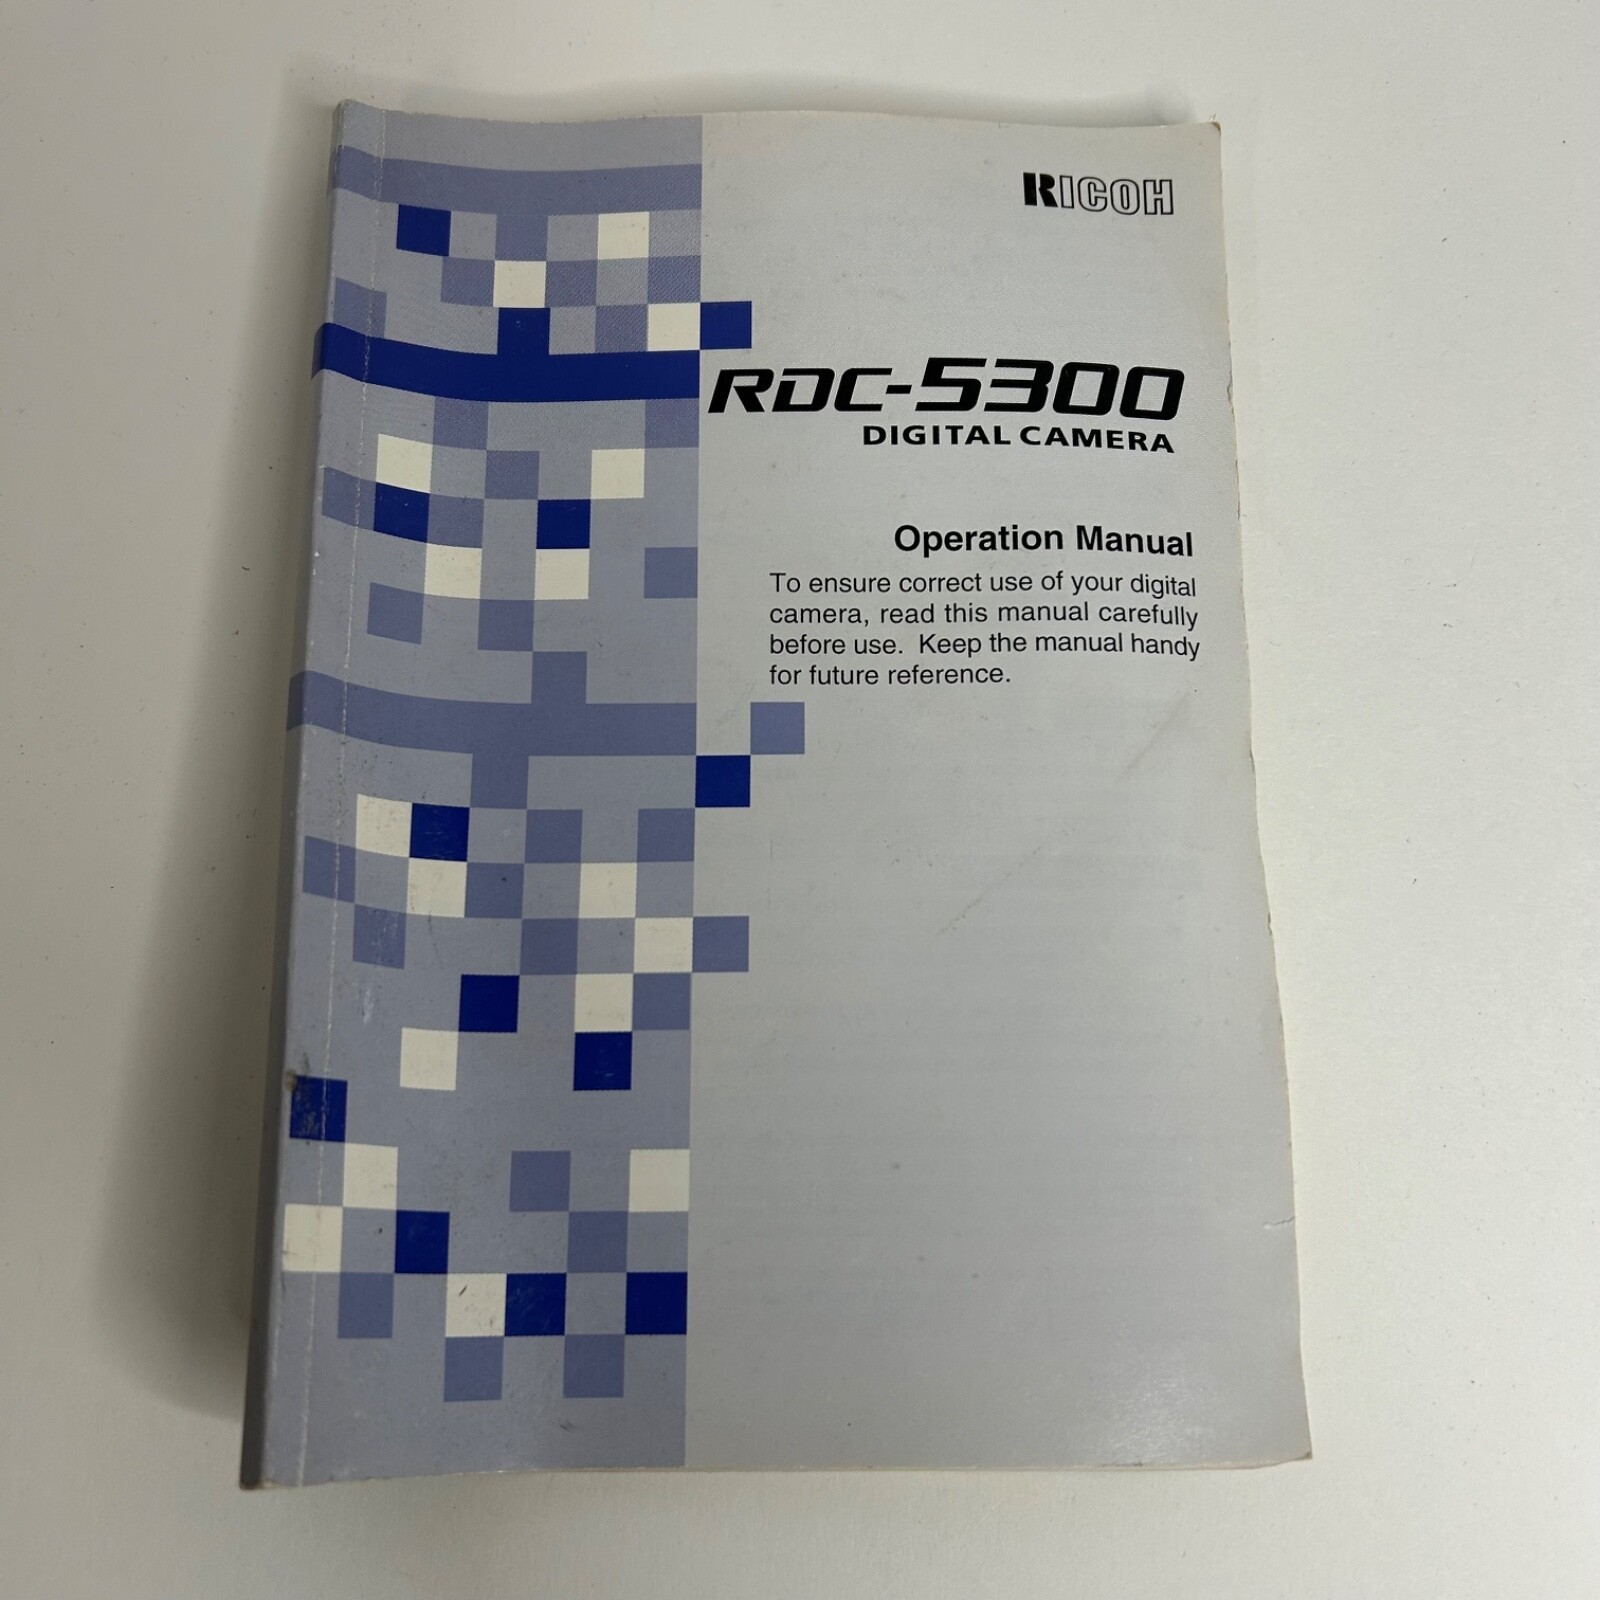 RICOH
RDC-5300
DIGITAL CAMERA
Operation Manual
To ensure correct use of your digital
camera, read this manual carefully
before use. Keep the manual handy
for future reference.